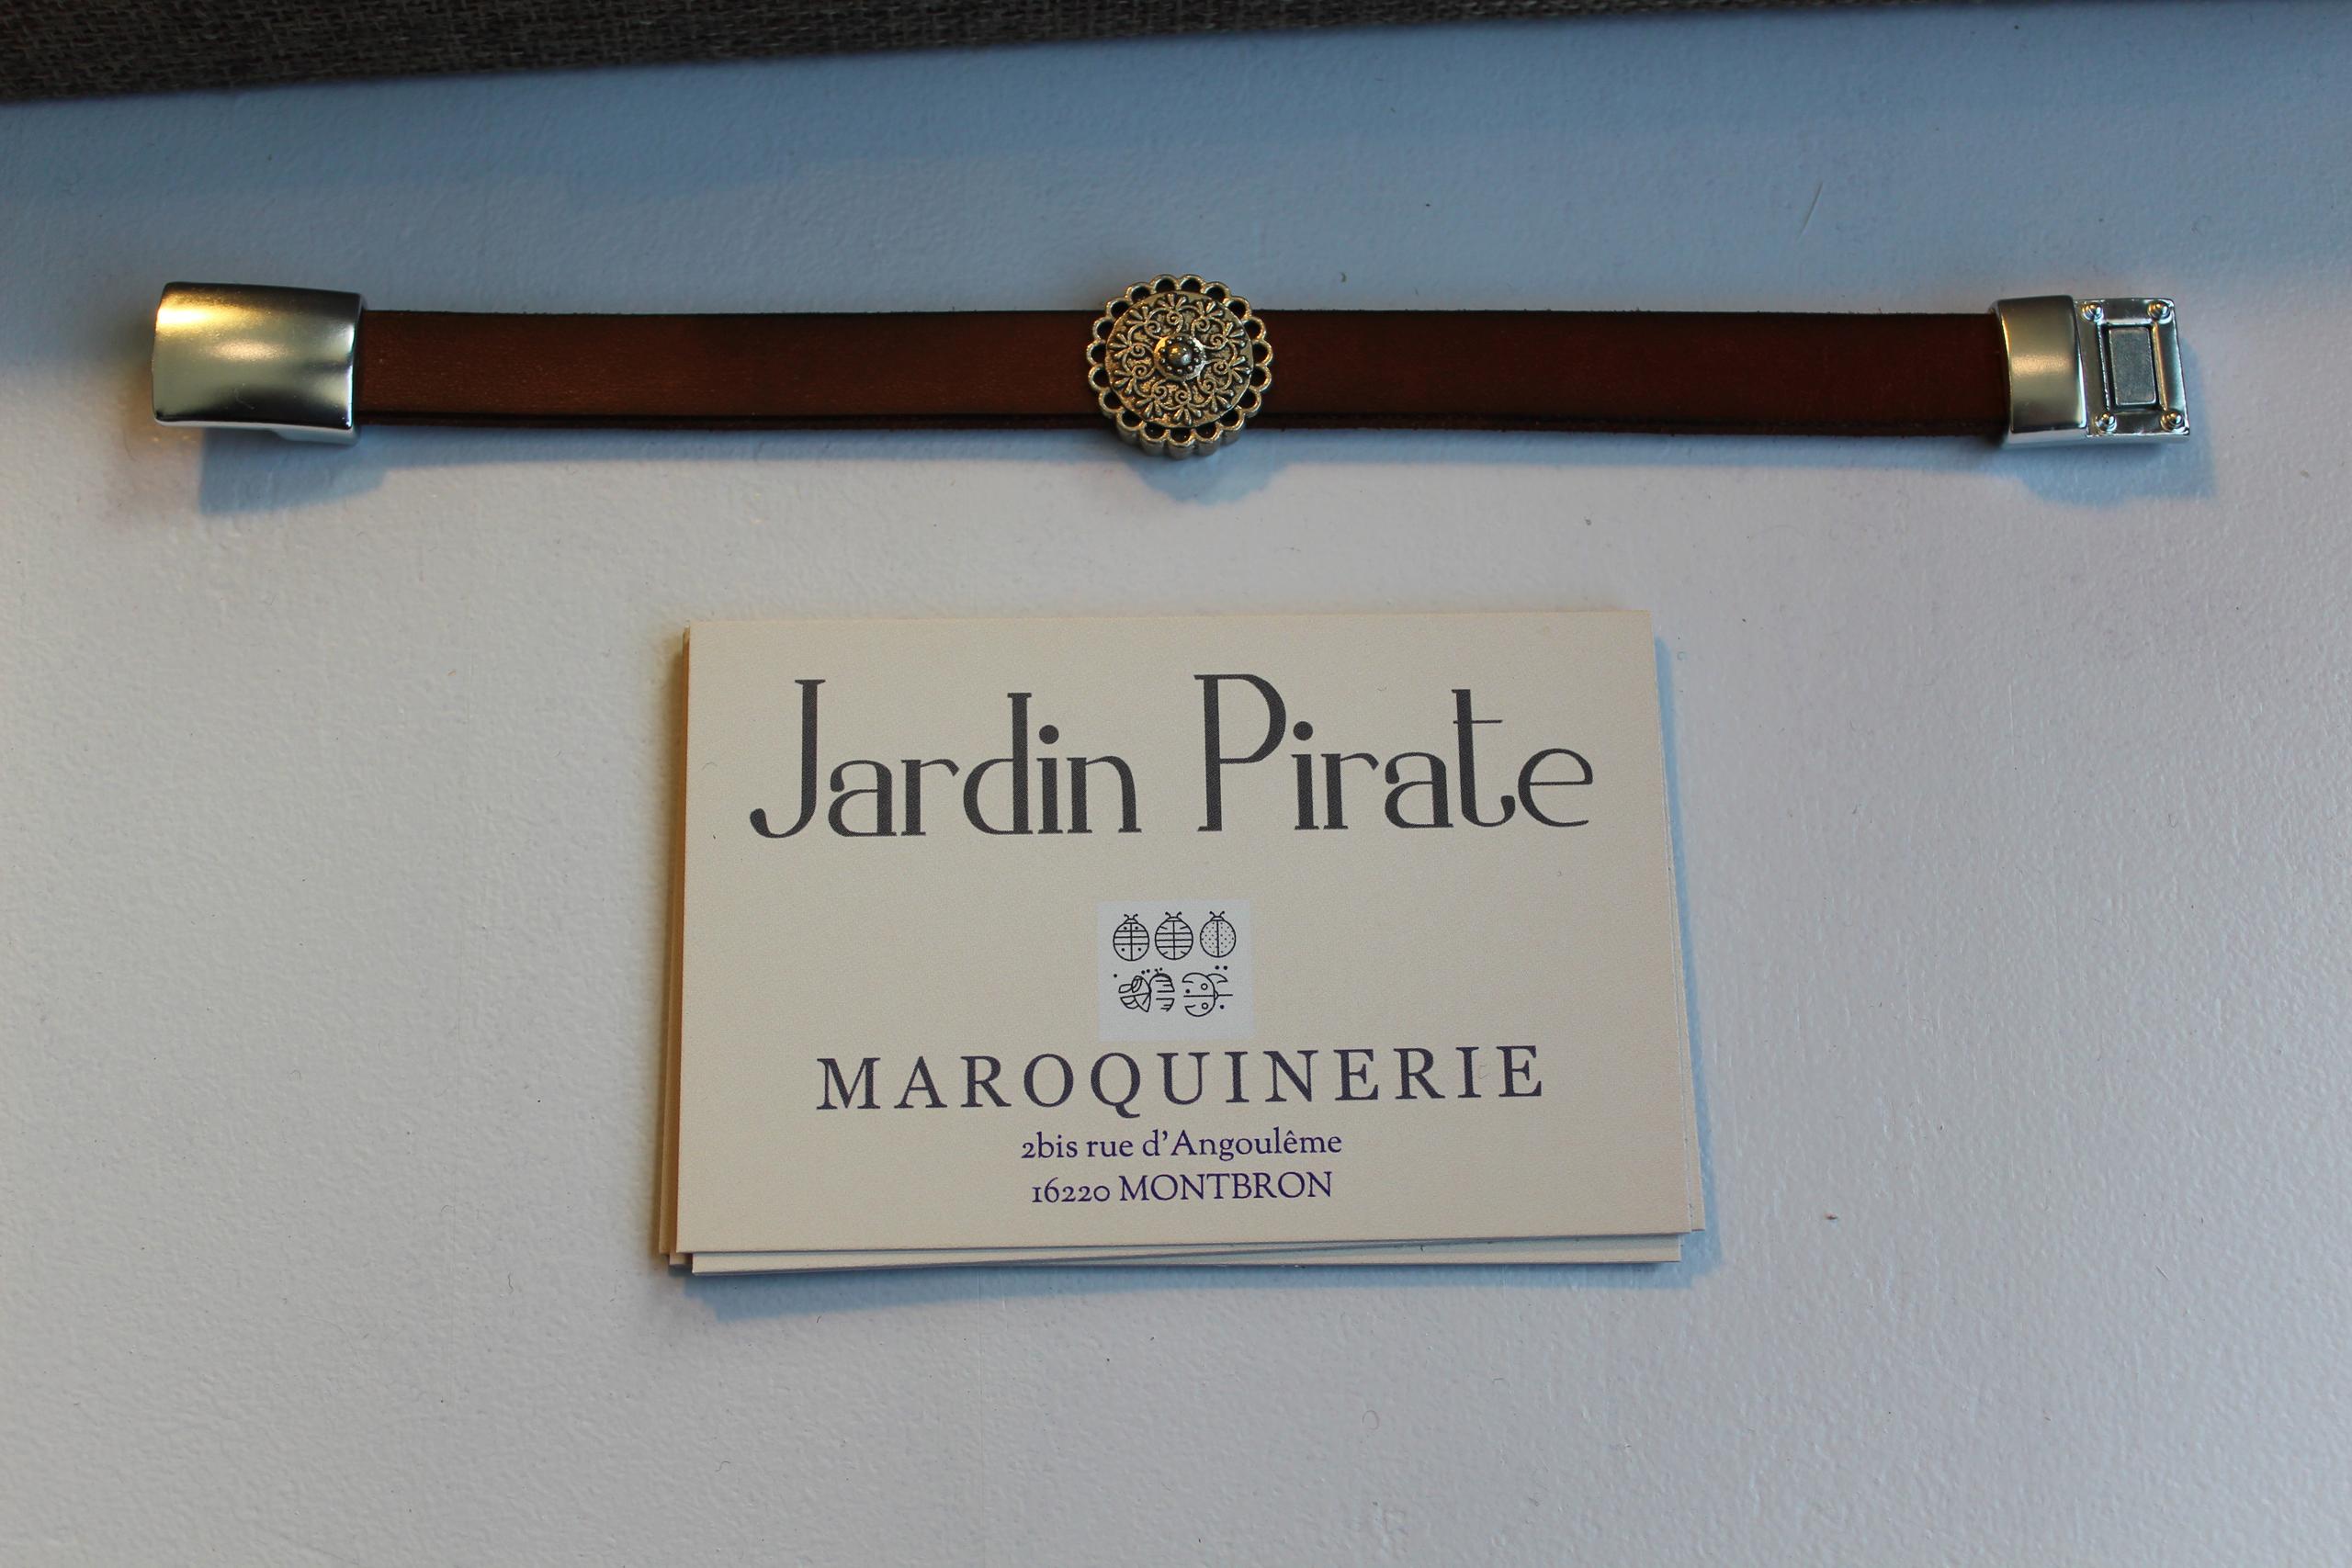 Jardin Pirate
MAROQUINERIE
2bis rue d'Angoulême
16220 MONTBRON